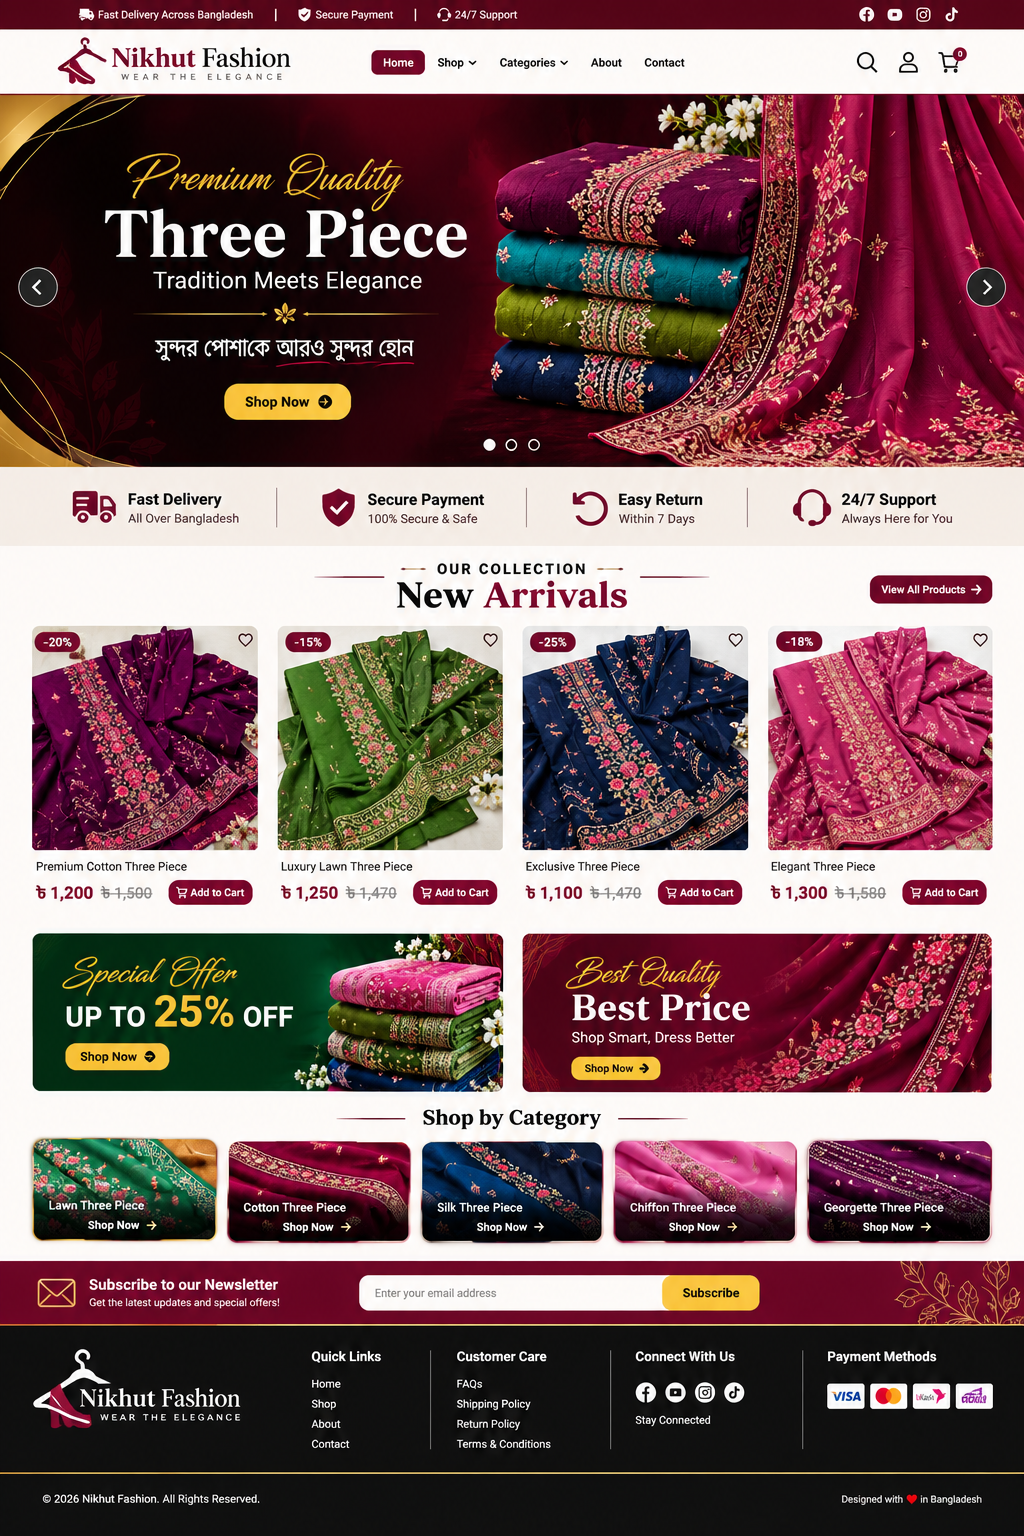 Fast Delivery Across Bangladesh | Secure Payment | 24/7 Support
Nikhut Fashion
WEAR THE ELEGANCE
Home Shop Categories About Contact
0
Premium Quality
Three Piece
Tradition Meets Elegance
সুন্দর পোশাকে আরও সুন্দর হোন
Shop Now
Fast Delivery
All Over Bangladesh
Secure Payment
100% Secure & Safe
Easy Return
Within 7 Days
24/7 Support
Always Here for You
OUR COLLECTION
New Arrivals
View All Products
-20%
-15%
-25%
-18%
Premium Cotton Three Piece
৳ 1,200 ৳ 1,500 Add to Cart
Luxury Lawn Three Piece
৳ 1,250 ৳ 1,470 Add to Cart
Exclusive Three Piece
৳ 1,100 ৳ 1,470 Add to Cart
Elegant Three Piece
৳ 1,300 ৳ 1,580 Add to Cart
Special Offer
UP TO 25% OFF
Shop Now
Best Quality
Best Price
Shop Smart, Dress Better
Shop Now
Shop by Category
Lawn Three Piece
Shop Now
Cotton Three Piece
Shop Now
Silk Three Piece
Shop Now
Chiffon Three Piece
Shop Now
Georgette Three Piece
Shop Now
Subscribe to our Newsletter
Get the latest updates and special offers!
Enter your email address
Subscribe
Nikhut Fashion
WEAR THE ELEGANCE
Quick Links
Home
Shop
About
Contact
Customer Care
FAQs
Shipping Policy
Return Policy
Terms & Conditions
Connect With Us
Stay Connected
Payment Methods
VISA
© 2026 Nikhut Fashion. All Rights Reserved.
Designed with ❤ in Bangladesh